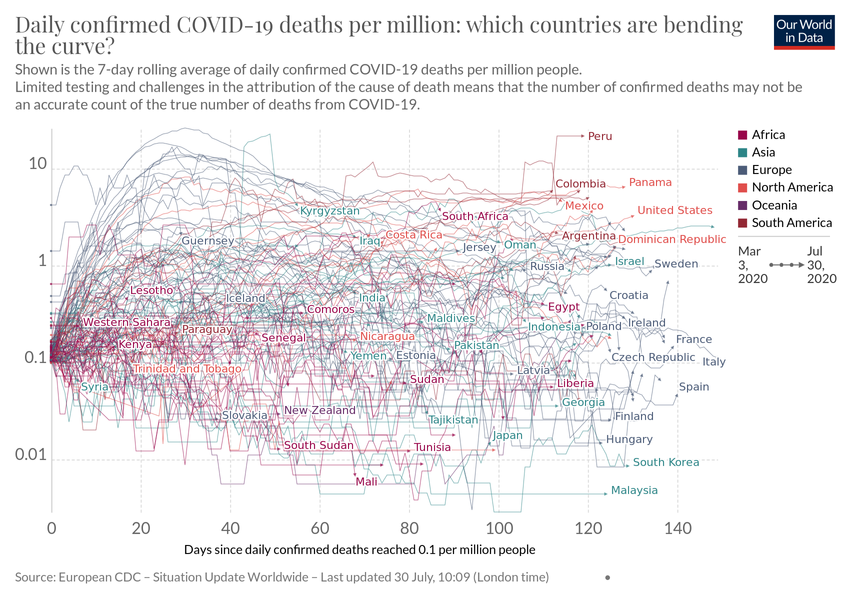 Daily confirmed COVID-19 deaths per million: which countries are bending
the curve?
Our World
in Data
Shown is the 7-day rolling average of daily confirmed COVID-19 deaths per million people.
Limited testing and challenges in the attribution of the cause of death means that the number of confirmed deaths may not be
an accurate count of the true number of deaths from COVID-19.
10
1
0.1
0.01
0
20
40
60
80
100
120
140
Days since daily confirmed deaths reached 0.1 per million people
Peru
Colombia
Panama
Mexico
United States
Kyrgyzstan
South Africa
Guernsey
Iraq
Costa Rica
Jersey
Oman
Argentina
Dominican Republic
Russia
Israel
Sweden
Lesotho
Iceland
India
Comoros
Egypt
Croatia
Western Sahara
Paraguay
Maldives
Indonesia
Poland
Ireland
Kenya
Senegal
Nicaragua
Pakistan
France
Yemen
Estonia
Czech Republic
Italy
Trinidad and Tobago
Latvia
Syria
Sudan
Liberia
Spain
Georgia
Slovakia
New Zealand
Tajikistan
Finland
Japan
Hungary
South Sudan
Tunisia
South Korea
Mali
Malaysia
Africa
Asia
Europe
North America
Oceania
South America
Mar
3,
2020
Jul
30,
2020
Source: European CDC – Situation Update Worldwide – Last updated 30 July, 10:09 (London time)